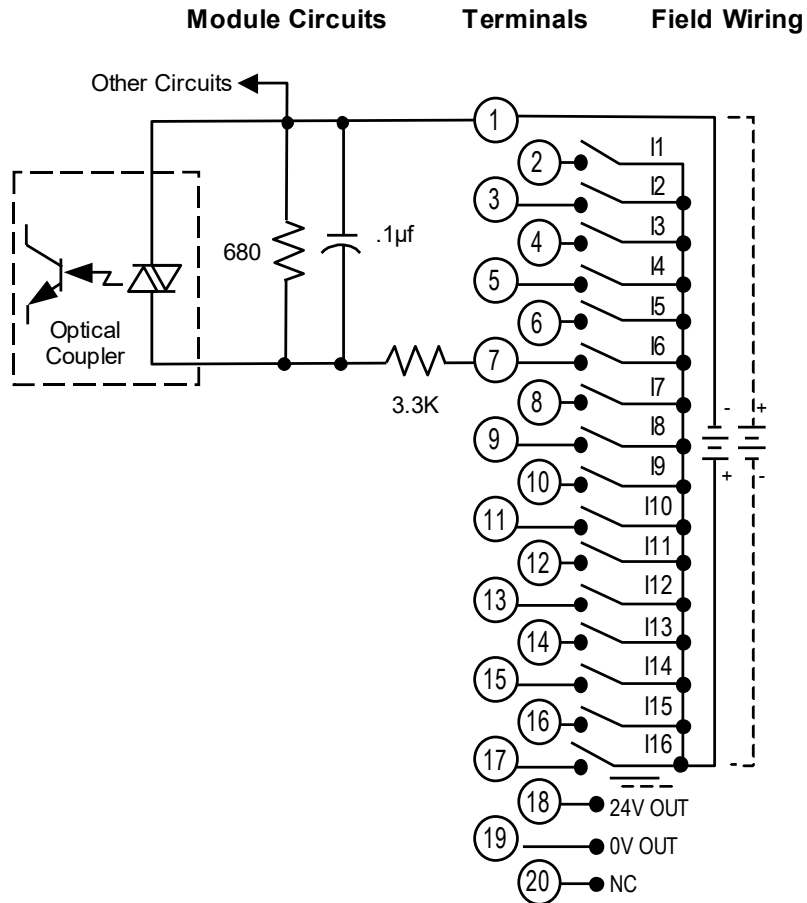 Module Circuits
Terminals
Field Wiring
Other Circuits
1
2
I1
3
I2
4
I3
5
I4
6
I5
7
I6
8
I7
9
I8
10
I9
11
I10
12
I11
13
I12
14
I13
15
I14
16
I15
17
I16
18
24V OUT
19
0V OUT
20
NC
680
.1µf
Optical
Coupler
3.3K
- +
+ -